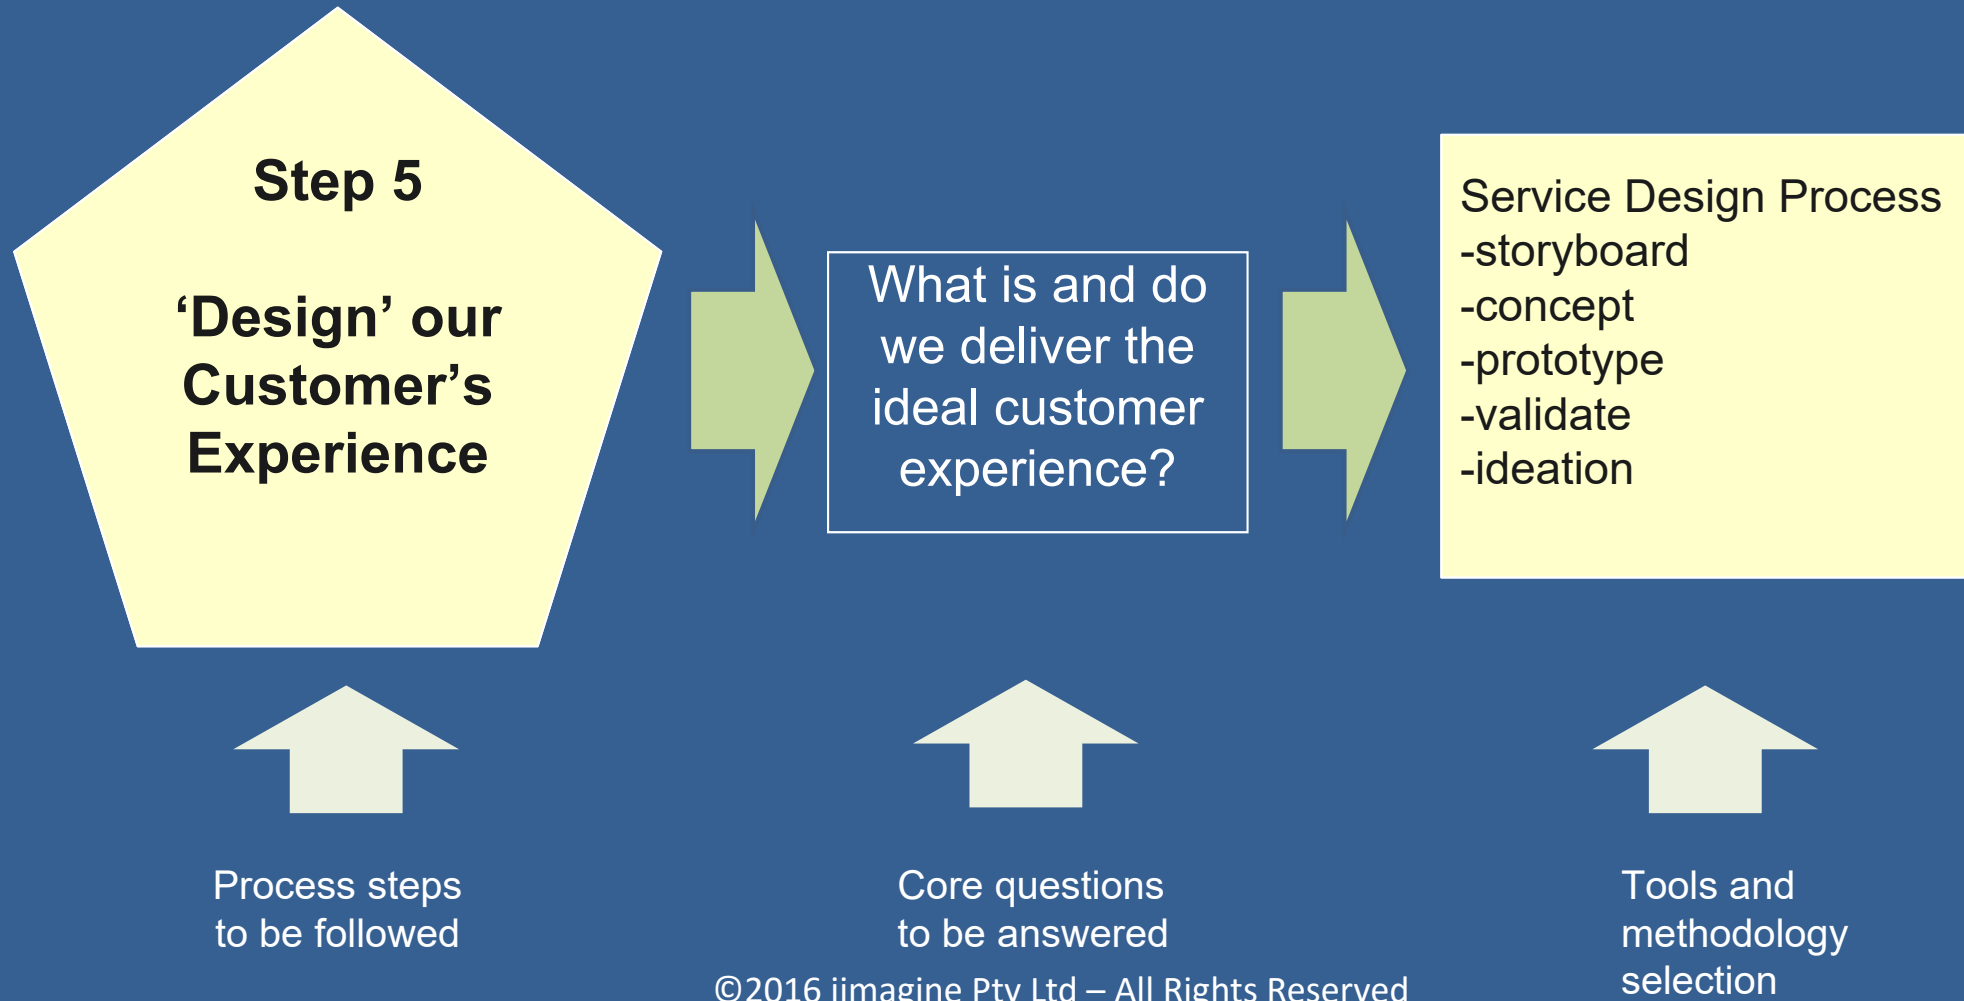 Step 5
‘Design’ our
Customer’s
Experience
What is and do
we deliver the
ideal customer
experience?
Service Design Process
-storyboard
-concept
-prototype
-validate
-ideation
Process steps
to be followed
Core questions
to be answered
Tools and
methodology
selection
©2016 iimagine Pty Ltd – All Rights Reserved